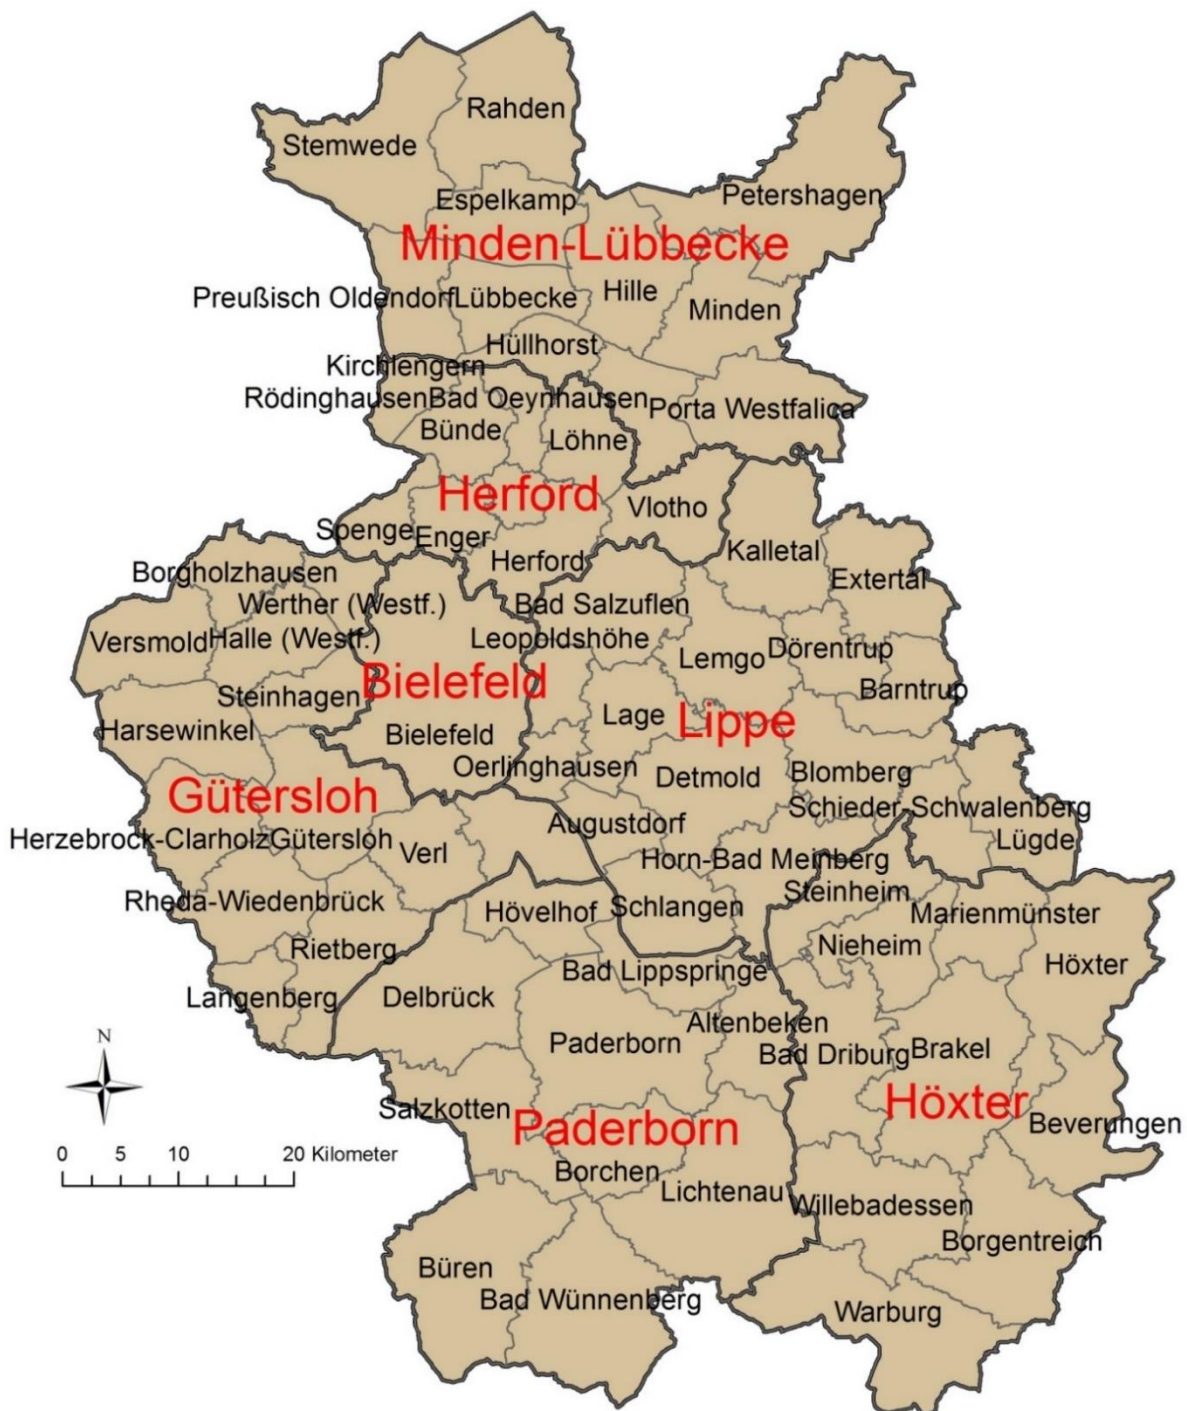 Rahden
Stemwede
Petershagen
Espelkamp
Minden-Lübbecke
Preußisch Oldendorf
Lübbecke
Hille
Minden
Hüllhorst
Kirchlengern
Rödinghausen
Bad Oeynhausen
Porta Westfalica
Bünde
Löhne
Herford
Vlotho
Spenge
Enger
Kalletal
Herford
Extertal
Borgholzhausen
Werther (Westf.)
Bad Salzuflen
Versmold
Halle (Westf.)
Leopoldshöhe
Lemgo
Dörentrup
Bielefeld
Barntrup
Steinhagen
Lage
Lippe
Harsewinkel
Bielefeld
Oerlinghausen
Detmold
Blomberg
Gütersloh
Schieder-Schwalenberg
Augustdorf
Herzebrock-Clarholz
Gütersloh
Lügde
Verl
Horn-Bad Meinberg
Steinheim
Rheda-Wiedenbrück
Hövelhof
Schlangen
Marienmünster
Rietberg
Nieheim
Höxter
Bad Lippspringe
Langenberg
Delbrück
Altenbeken
N
Paderborn
Bad Driburg
Brakel
Höxter
Salzkotten
Paderborn
Beverungen
0 5 10 20 Kilometer
Borchen
Lichtenau
Willebadessen
Borgentreich
Büren
Bad Wünnenberg
Warburg